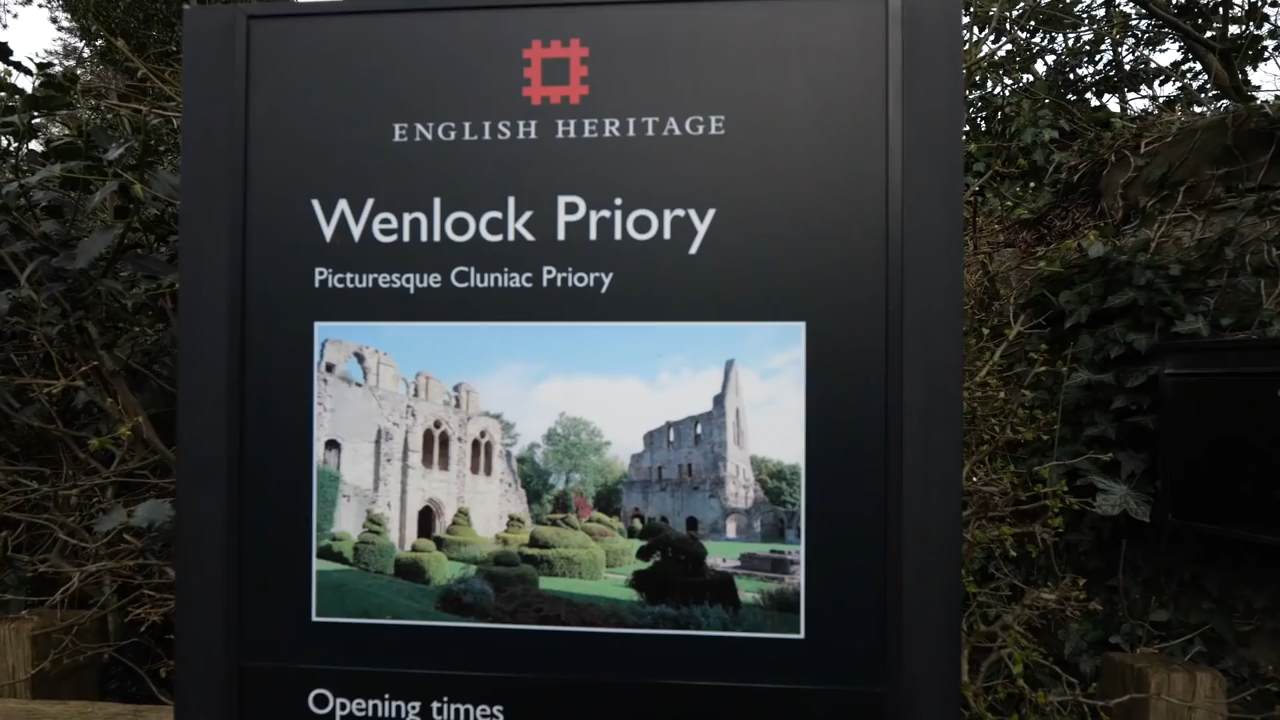 ENGLISH HERITAGE
Wenlock Priory
Picturesque Cluniac Priory
Opening times